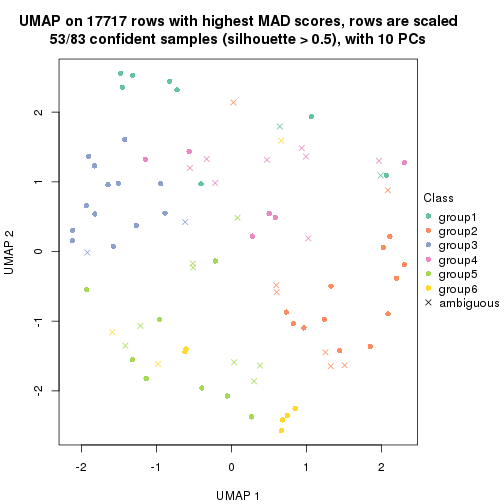 UMAP on 17717 rows with highest MAD scores, rows are scaled
53/83 confident samples (silhouette > 0.5), with 10 PCs
UMAP 2
2
1
0
-1
-2
-2
-1
0
1
2
UMAP 1
Class
group1
group2
group3
group4
group5
group6
ambiguous